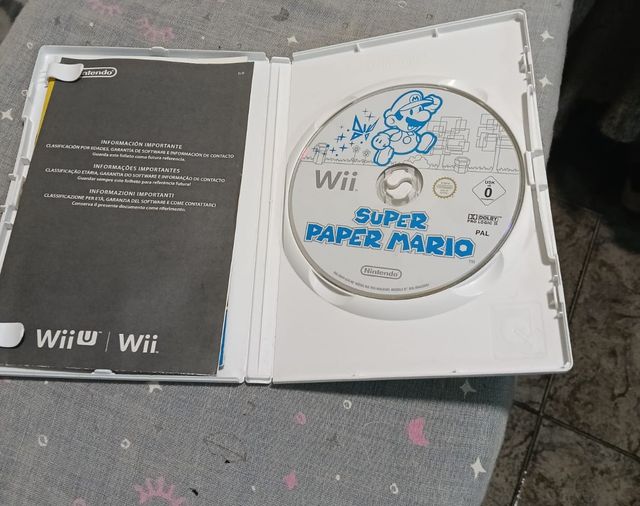 Nintendo
INFORMACIÓN IMPORTANTE
CLASIFICACIÓN POR EDADES, GARANTÍA DE SOFTWARE E INFORMACIÓN DE CONTACTO
Guarda este folleto como futura referencia.
INFORMAÇÕES IMPORTANTES
CLASSIFICAÇÃO ETÁRIA, GARANTIA DO SOFTWARE E INFORMAÇÃO DE CONTACTO
Guardar sempre este folheto para referência futura!
INFORMAZIONI IMPORTANTI
CLASSIFICAZIONE PER ETÀ, GARANZIA DEL SOFTWARE E COME CONTATTARCI
Conserva il presente documento come riferimento.
Wii U™ | Wii
Wii
USK
0
DOLBY
PRO LOGIC II
PAL
SUPER
PAPER MARIO™
Nintendo